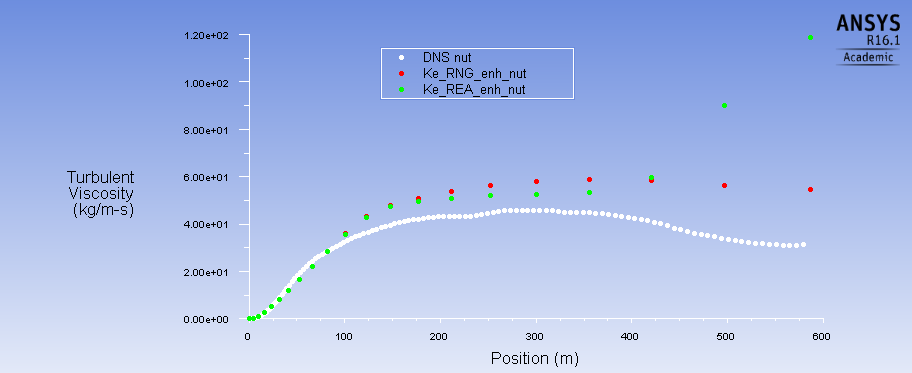 ANSYS
R16.1
Academic
DNS nut
Ke_RNG_enh_nut
Ke_REA_enh_nut
Turbulent
Viscosity
(kg/m-s)
1.20e+02
1.00e+02
8.00e+01
6.00e+01
4.00e+01
2.00e+01
0.00e+00
0 100 200 300 400 500 600
Position (m)